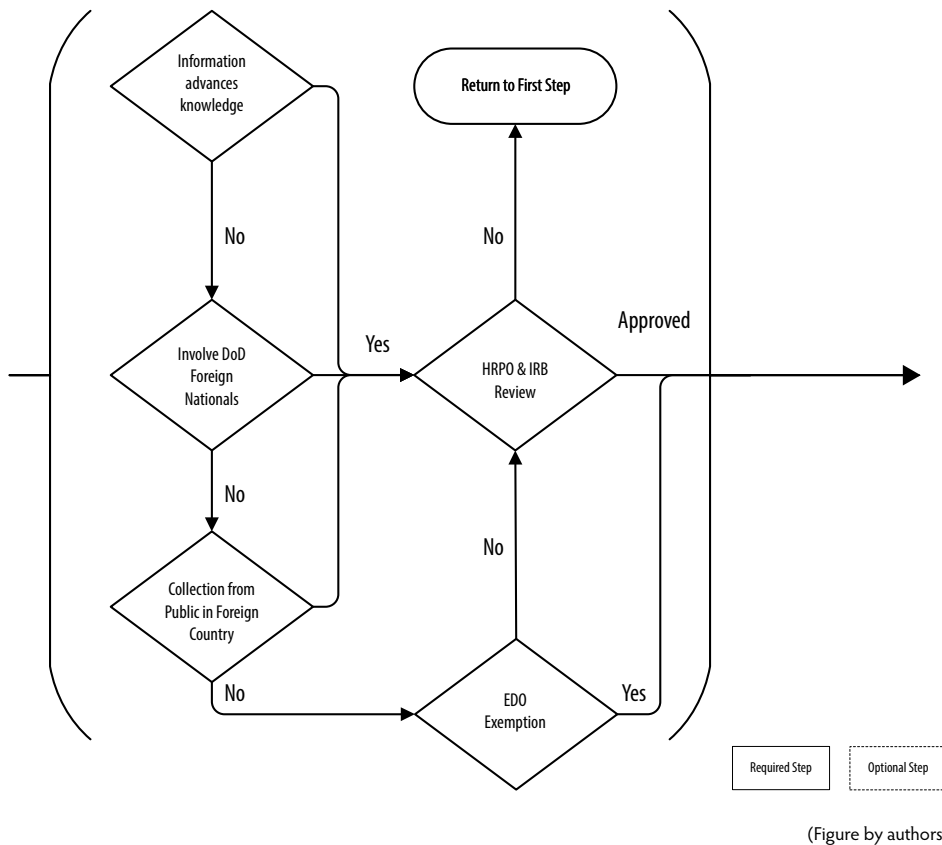 Information
advances
knowledge
Return to First Step
No
No
Approved
Involve DoD
Foreign
Nationals
Yes
HRPO & IRB
Review
No
No
Collection from
Public in Foreign
Country
No
EDO
Exemption
Yes
Required Step
Optional Step
(Figure by authors